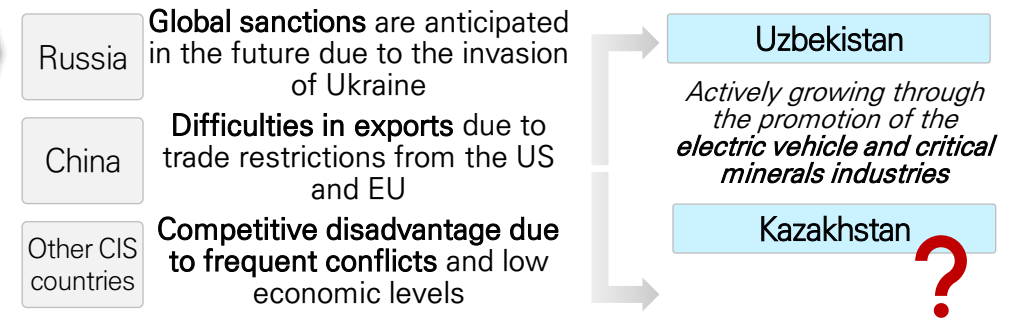 Russia
Global sanctions are anticipated
in the future due to the invasion
of Ukraine
China
Difficulties in exports due to
trade restrictions from the US
and EU
Other CIS
countries
Competitive disadvantage due
to frequent conflicts and low
economic levels
Uzbekistan
Actively growing through
the promotion of the
electric vehicle and critical
minerals industries
Kazakhstan
?